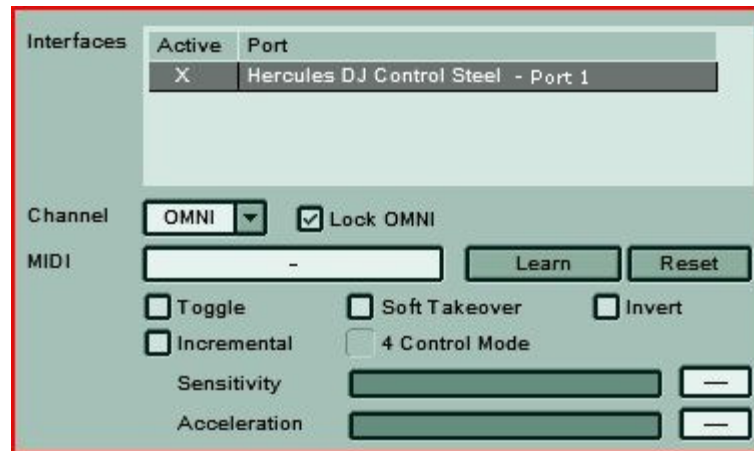 Interfaces Active Port
X Hercules DJ Control Steel - Port 1
Channel OMNI Lock OMNI
MIDI - Learn Reset
Toggle Soft Takeover Invert
Incremental 4 Control Mode
Sensitivity —
Acceleration —